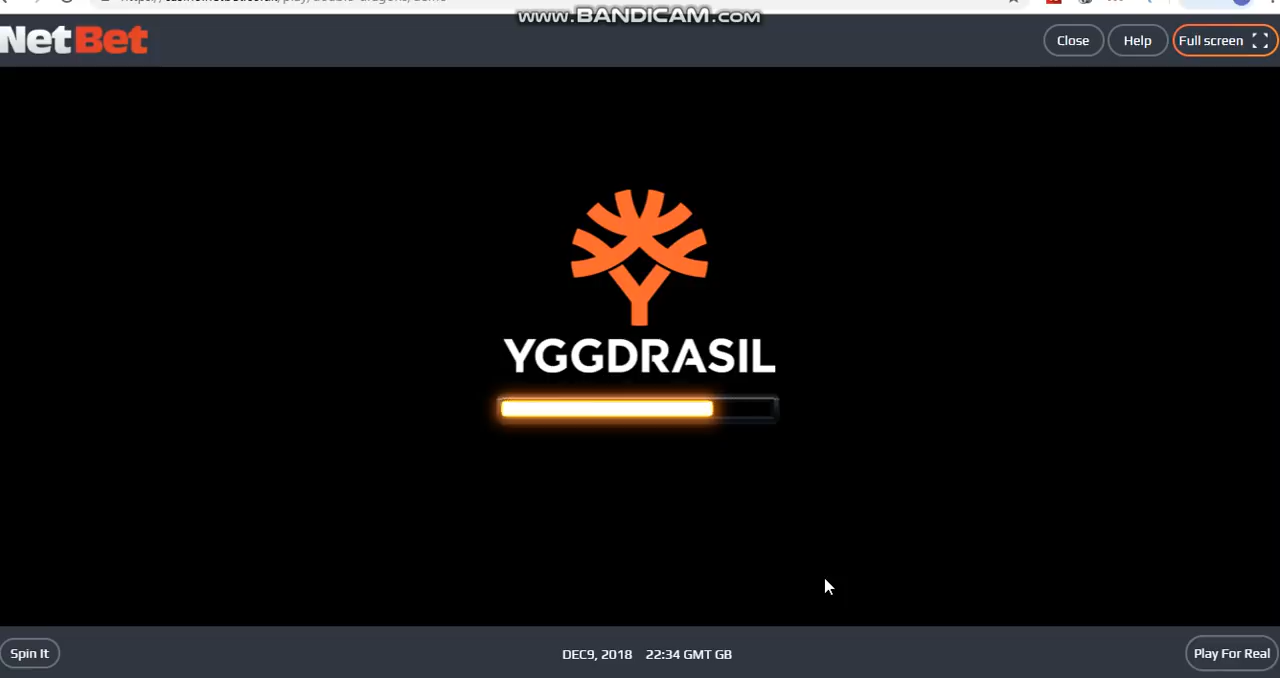 www.BANDICAM.com
NetBet
Close
Help
Full screen
YGGDRASIL
Spin It
DEC9, 2018 22:34 GMT GB
Play For Real